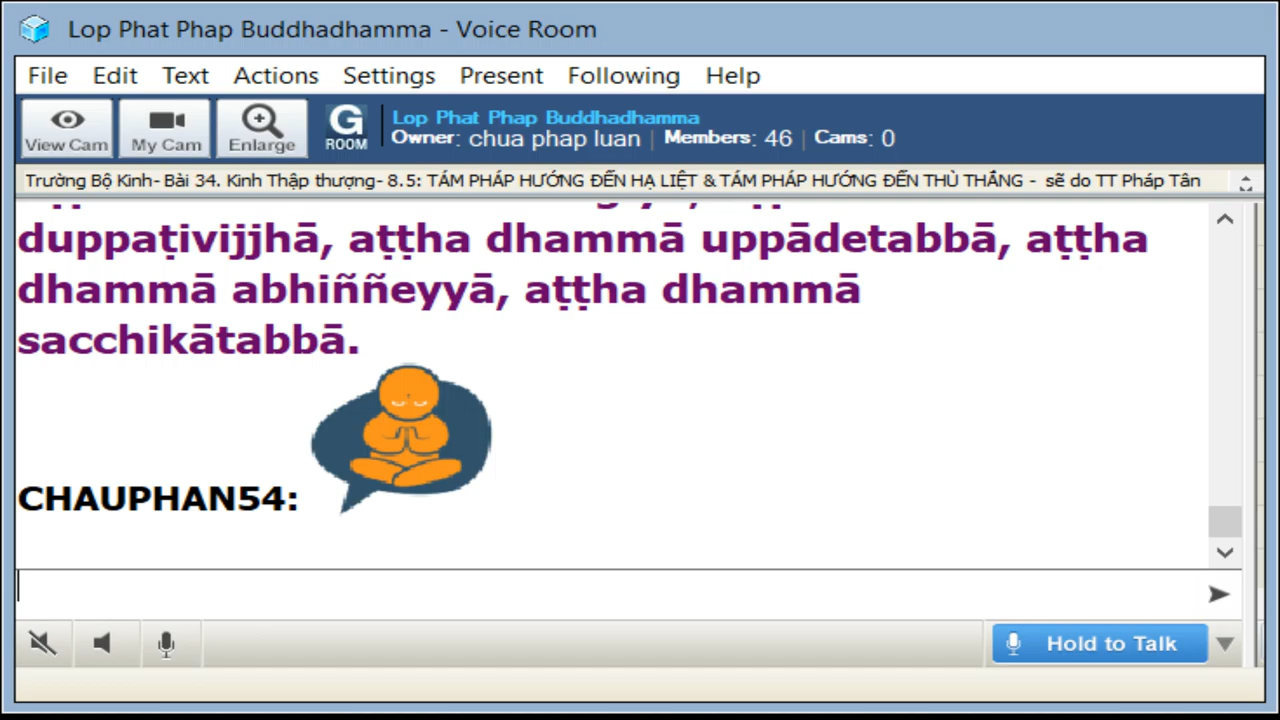 Lop Phat Phap Buddhadhamma - Voice Room
File Edit Text Actions Settings Present Following Help
View Cam My Cam Enlarge G ROOM
Lop Phat Phap Buddhadhamma
Owner: chua phap luan | Members: 46 | Cams: 0
Trường Bộ Kinh- Bài 34. Kinh Thập thượng- 8.5: TÁM PHÁP HƯỚNG ĐẾN HẠ LIỆT & TÁM PHÁP HƯỚNG ĐẾN THÙ THẮNG - sẽ do TT Pháp Tân
duppaṭivijjhā, aṭṭha dhammā uppādetabbā, aṭṭha
dhammā abhiññeyyā, aṭṭha dhammā
sacchikātabbā.
CHAUPHAN54:
Hold to Talk